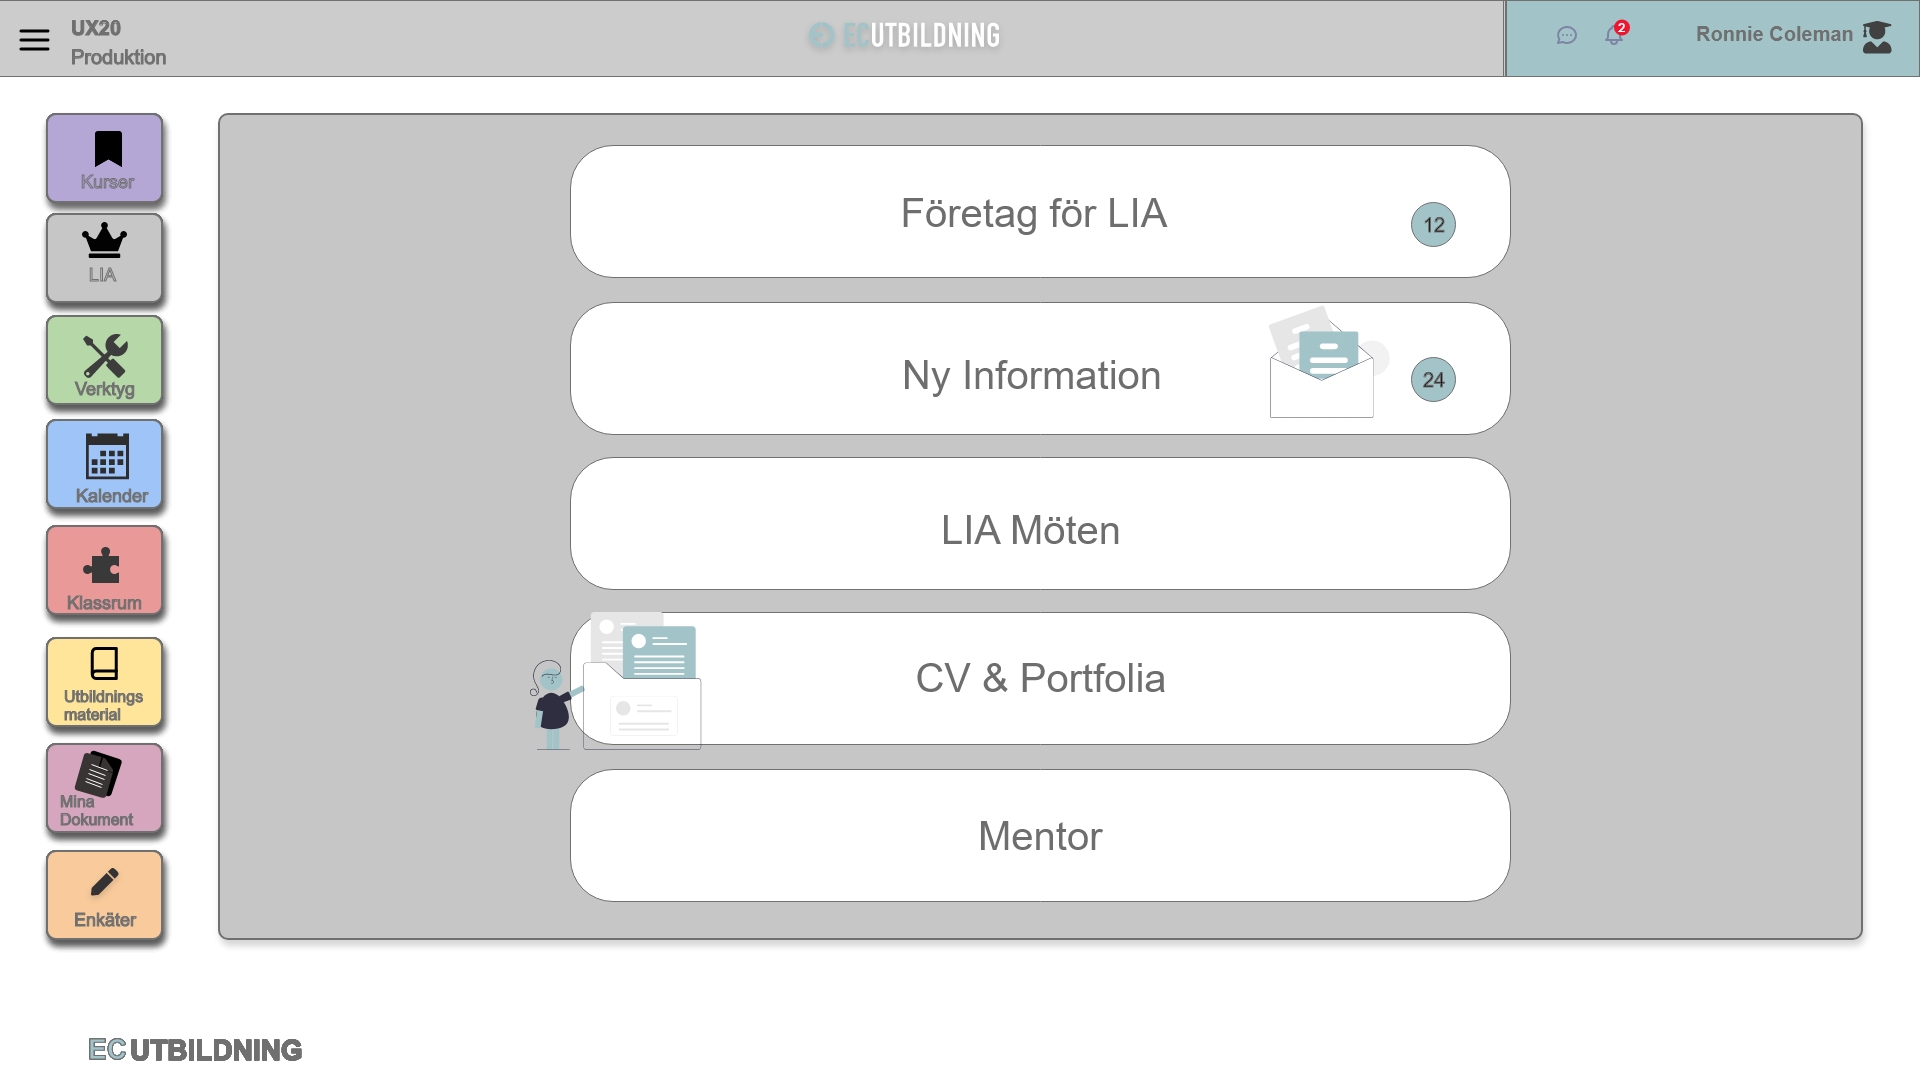 UX20
Produktion
ECUTBILDNING
2
Ronnie Coleman
Kurser
LIA
Verktyg
Kalender
Klassrum
Utbildnings
material
Mina
Dokument
Enkäter
Företag för LIA
12
Ny Information
24
LIA Möten
CV & Portfolia
Mentor
ECUTBILDNING